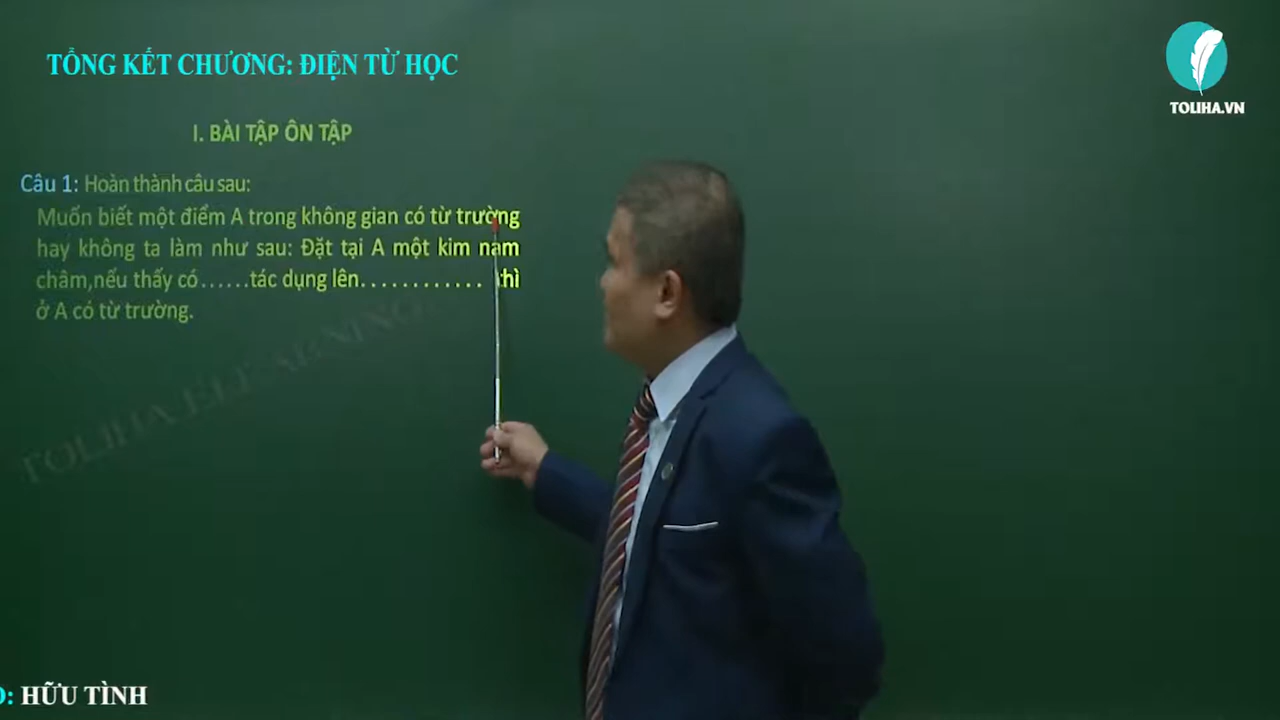 TỔNG KẾT CHƯƠNG: ĐIỆN TỪ HỌC
TOLIHA.VN
I. BÀI TẬP ÔN TẬP
Câu 1: Hoàn thành câu sau:
Muốn biết một điểm A trong không gian có từ trường
hay không ta làm như sau: Đặt tại A một kim nam
châm,nếu thấy có......tác dụng lên............ thì
ở A có từ trường.
TOLIHA ELEARNING
: HỮU TÌNH